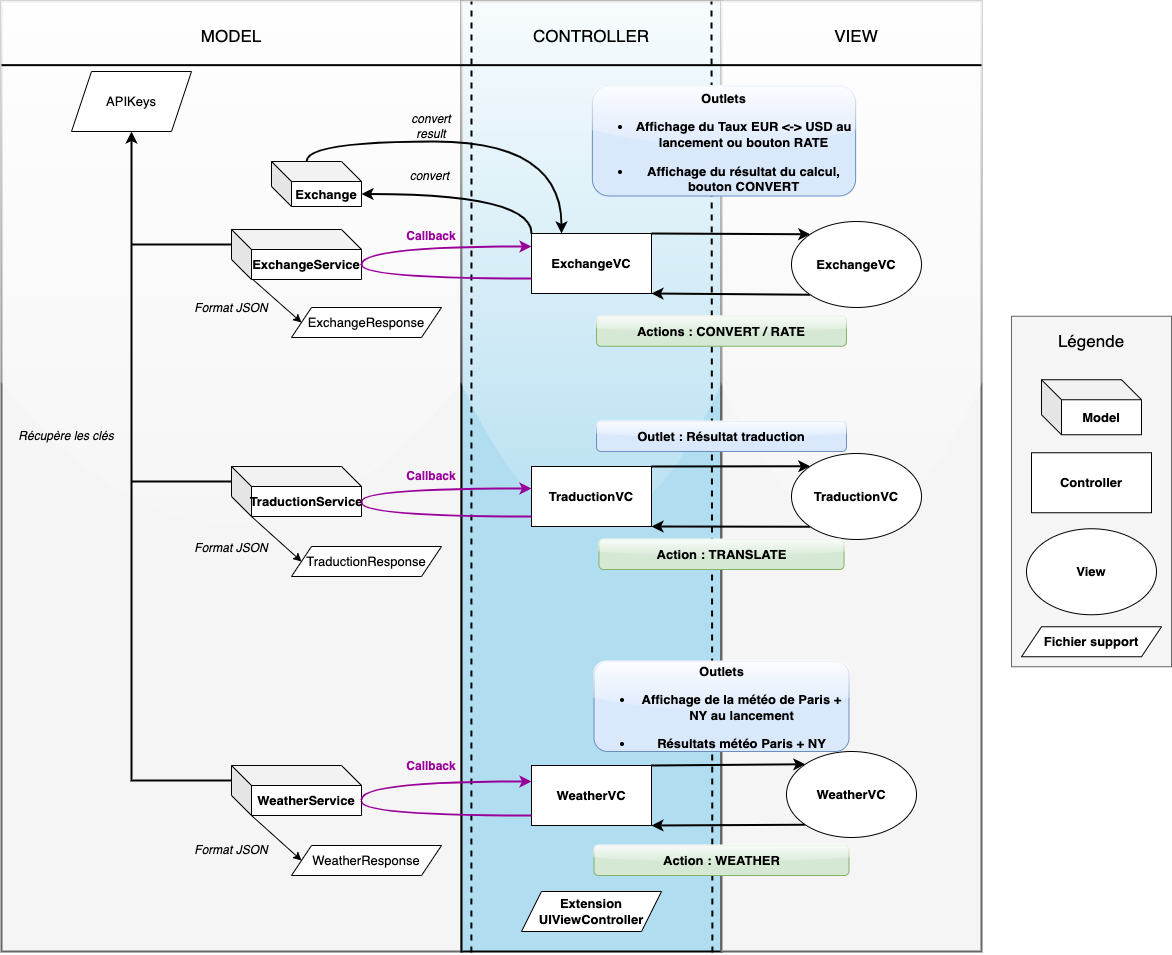 MODEL
CONTROLLER
VIEW
APIKeys
convert
result
convert
Exchange
Outlets
• Affichage du Taux EUR <-> USD au
lancement ou bouton RATE
• Affichage du résultat du calcul,
bouton CONVERT
Callback
ExchangeService
ExchangeVC
ExchangeVC
Format JSON
ExchangeResponse
Actions : CONVERT / RATE
Récupère les clés
Outlet : Résultat traduction
Callback
TraductionService
TraductionVC
TraductionVC
Format JSON
TraductionResponse
Action : TRANSLATE
Outlets
• Affichage de la météo de Paris +
NY au lancement
• Résultats météo Paris + NY
Callback
WeatherService
WeatherVC
WeatherVC
Format JSON
WeatherResponse
Action : WEATHER
Extension
UIViewController
Légende
Model
Controller
View
Fichier support